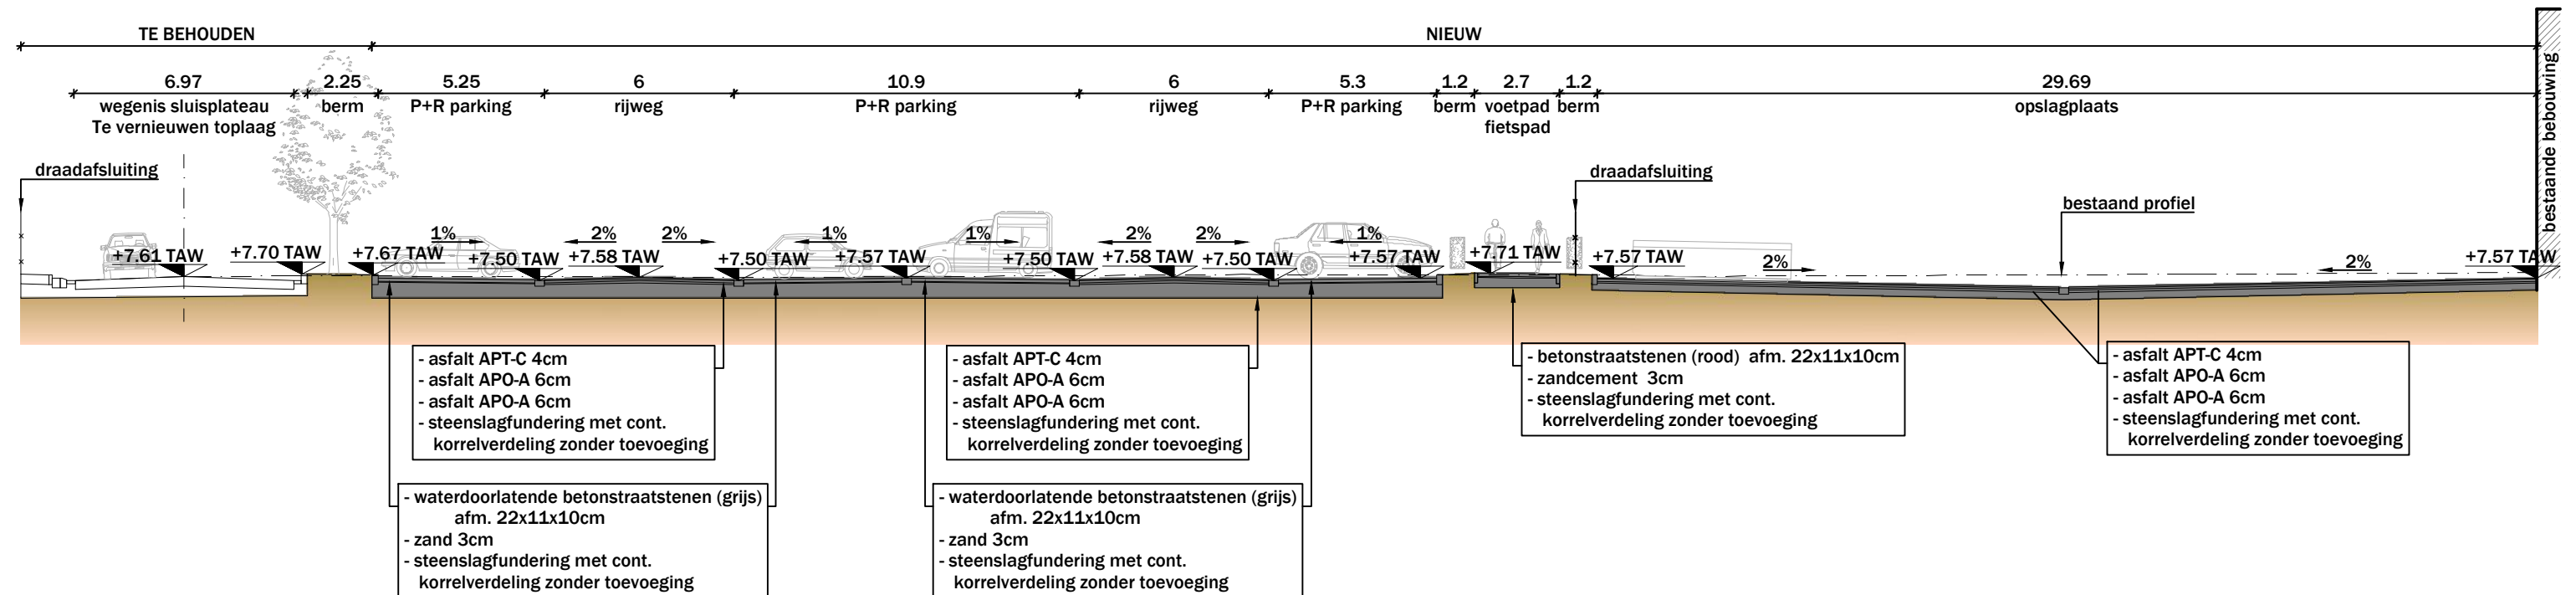 TE BEHOUDEN NIEUW
6.97 2.25 5.25 6 10.9 6 5.3 1.2 2.7 1.2 29.69
wegenis sluisplateau berm P+R parking rijweg P+R parking rijweg P+R parking berm voetpad berm opslagplaats
Te vernieuwen toplaag fietspad
bestaande bebouwing
draadafsluiting draadafsluiting
bestaand profiel
1% 2% 2% 1% 1% 2% 2% 1% 2% 2%
+7.61 TAW +7.70 TAW +7.67 TAW +7.50 TAW +7.58 TAW +7.50 TAW +7.57 TAW +7.50 TAW +7.58 TAW +7.50 TAW +7.57 TAW +7.71 TAW +7.57 TAW +7.57 TAW
- asfalt APT-C 4cm
- asfalt APO-A 6cm
- asfalt APO-A 6cm
- steenslagfundering met cont.
korrelverdeling zonder toevoeging
- asfalt APT-C 4cm
- asfalt APO-A 6cm
- asfalt APO-A 6cm
- steenslagfundering met cont.
korrelverdeling zonder toevoeging
- betonstraatstenen (rood) afm. 22x11x10cm
- zandcement 3cm
- steenslagfundering met cont.
korrelverdeling zonder toevoeging
- asfalt APT-C 4cm
- asfalt APO-A 6cm
- asfalt APO-A 6cm
- steenslagfundering met cont.
korrelverdeling zonder toevoeging
- waterdoorlatende betonstraatstenen (grijs)
afm. 22x11x10cm
- zand 3cm
- steenslagfundering met cont.
korrelverdeling zonder toevoeging
- waterdoorlatende betonstraatstenen (grijs)
afm. 22x11x10cm
- zand 3cm
- steenslagfundering met cont.
korrelverdeling zonder toevoeging